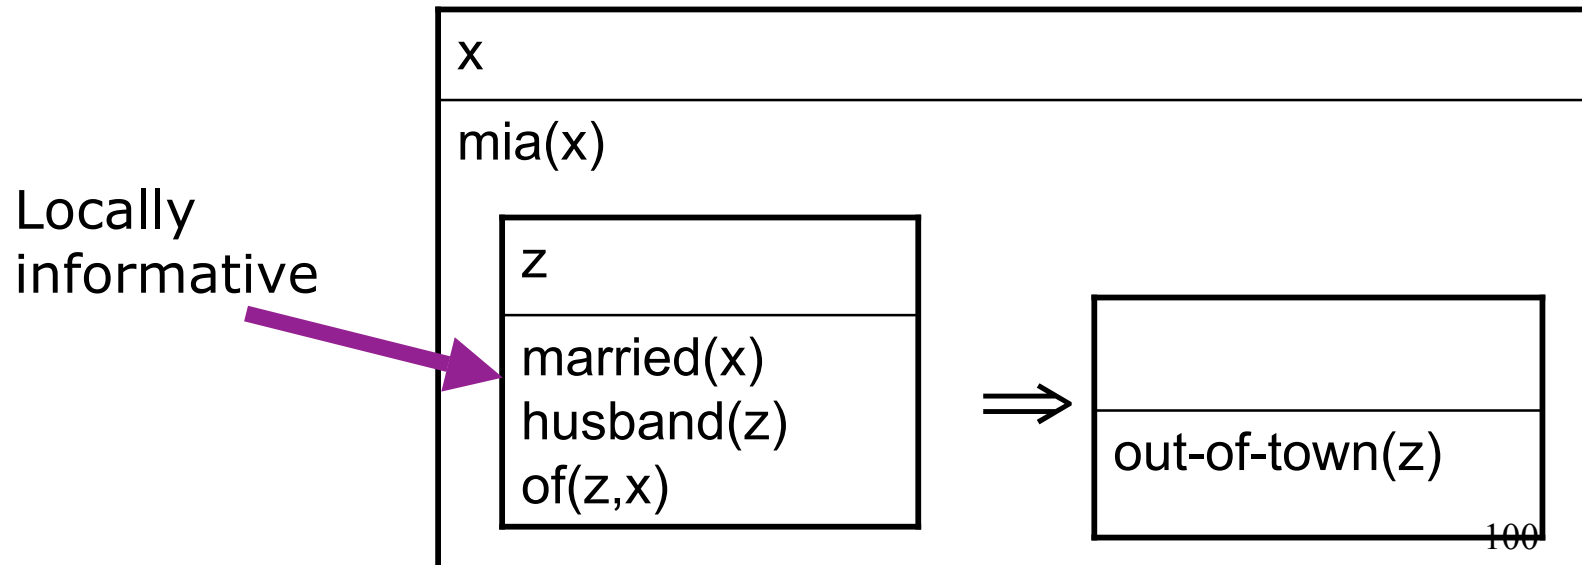 x
mia(x)
Locally
informative
z
married(x)
husband(z)
of(z,x)
⇒
out-of-town(z)
100